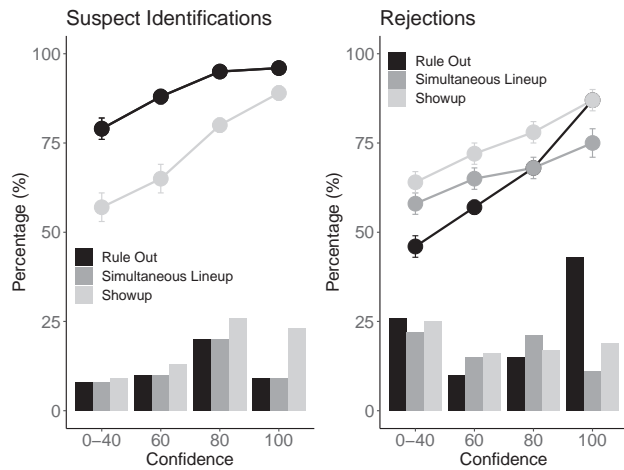 Suspect Identifications
100
75
50
25
0
Percentage (%)
Rule Out
Simultaneous Lineup
Showup
0–40
60
80
100
Confidence
Rejections
100
75
50
25
0
Percentage (%)
Rule Out
Simultaneous Lineup
Showup
0–40
60
80
100
Confidence